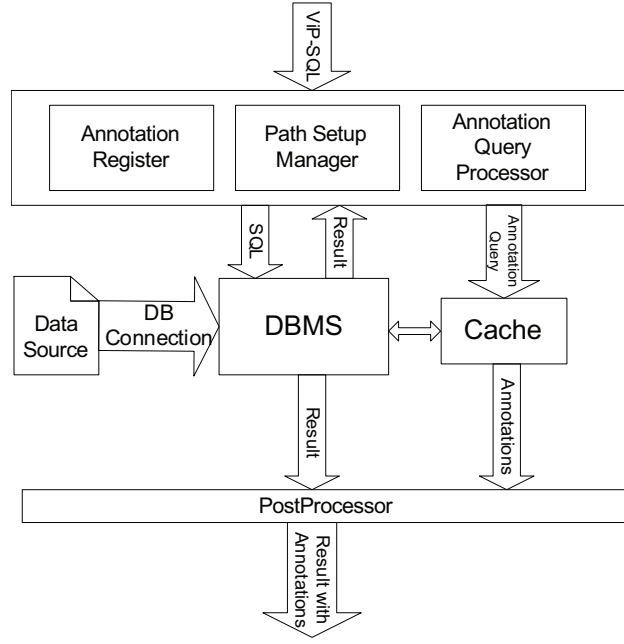 ViP-SQL
Annotation
Register
Path Setup
Manager
Annotation
Query
Processor
SQL
Result
Annotation
Query
Data
Source
DB
Connection
DBMS
Cache
Result
Annotations
PostProcessor
Result with
Annotations